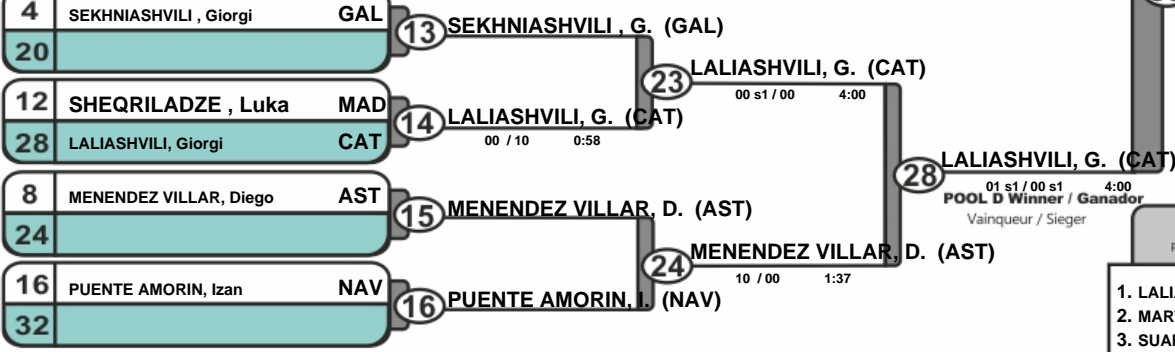 4 SEKHNIASHVILI , Giorgi GAL
20
13 SEKHNIASHVILI , G. (GAL)
12 SHEQRILADZE , Luka MAD
28 LALIASHVILI, Giorgi CAT
14 LALIASHVILI, G. (CAT)
00 / 10 0:58
23 LALIASHVILI, G. (CAT)
00 s1 / 00 4:00
8 MENENDEZ VILLAR, Diego AST
24
15 MENENDEZ VILLAR, D. (AST)
16 PUENTE AMORIN, Izan NAV
32
16 PUENTE AMORIN, I. (NAV)
24 MENENDEZ VILLAR, D. (AST)
10 / 00 1:37
28 LALIASHVILI, G. (CAT)
01 s1 / 00 s1 4:00
POOL D Winner / Ganador
Vainqueur / Sieger
1.
2.
3.